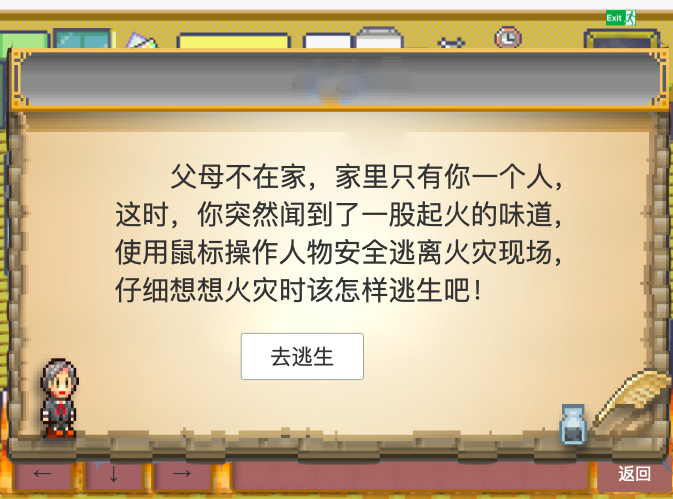 Exit
父母不在家，家里只有你一个人，
这时，你突然闻到了一股起火的味道，
使用鼠标操作人物安全逃离火灾现场，
仔细想想火灾时该怎样逃生吧！
去逃生
← ↓ → 返回